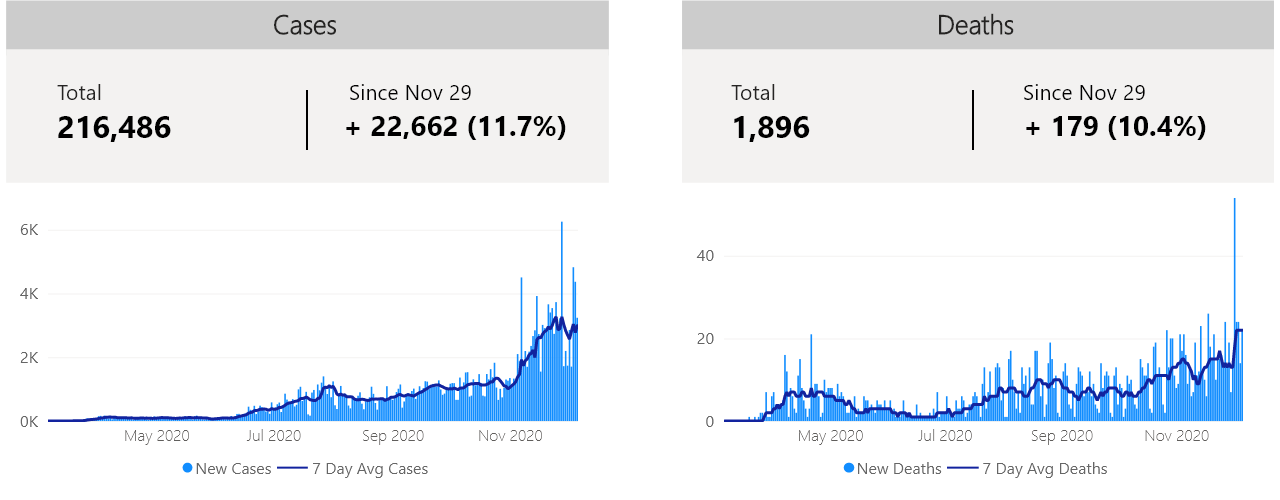 Cases
Total
216,486
Since Nov 29
+ 22,662 (11.7%)
6K
4K
2K
0K
May 2020 Jul 2020 Sep 2020 Nov 2020
New Cases 7 Day Avg Cases
Deaths
Total
1,896
Since Nov 29
+ 179 (10.4%)
40
20
0
May 2020 Jul 2020 Sep 2020 Nov 2020
New Deaths 7 Day Avg Deaths